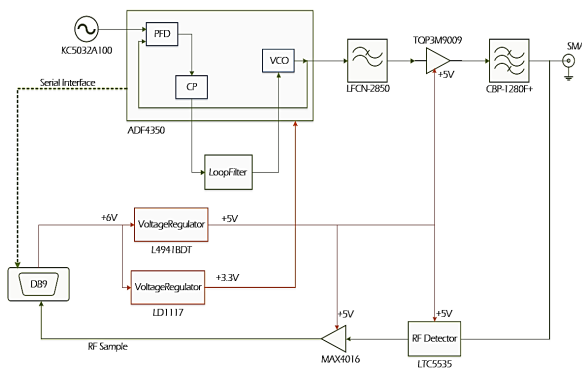 KC5032A100
PFD
CP
VCO
ADF4350
LoopFilter
LFCN-2850
TQP3M9009
+5V
CBP-1280F+
SMA
Serial Interface
+6V
VoltageRegulator
L4941BDT
+5V
VoltageRegulator
LD1117
+3.3V
DB9
RF Sample
+5V
MAX4016
+5V
RF Detector
LTC5535